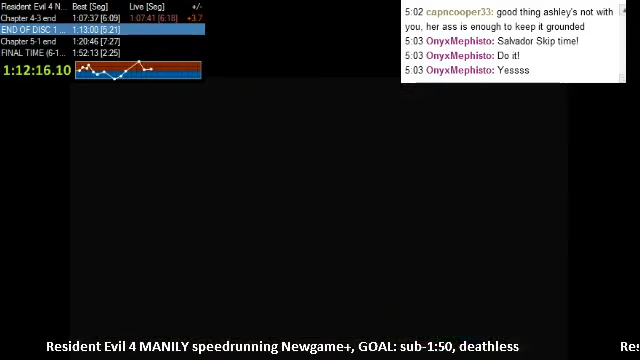 Resident Evil 4 N... Best [Seg] Live [Seg] +/-
Chapter 4-3 end 1:07:37 [6:09] 1:07:41 [6:18] +3.7
END OF DISC 1 ... 1:13:00 [5:21]
Chapter 5-1 end 1:20:46 [7:27]
FINAL TIME (6-1... 1:52:13 [2:25]
1:12:16.10
5:02 capncooper33: good thing ashley's not with
you, her ass is enough to keep it grounded
5:03 OnyxMephisto: Salvador Skip time!
5:03 OnyxMephisto: Do it!
5:03 OnyxMephisto: Yessss
Resident Evil 4 MANILY speedrunning Newgame+, GOAL: sub-1:50, deathless Res